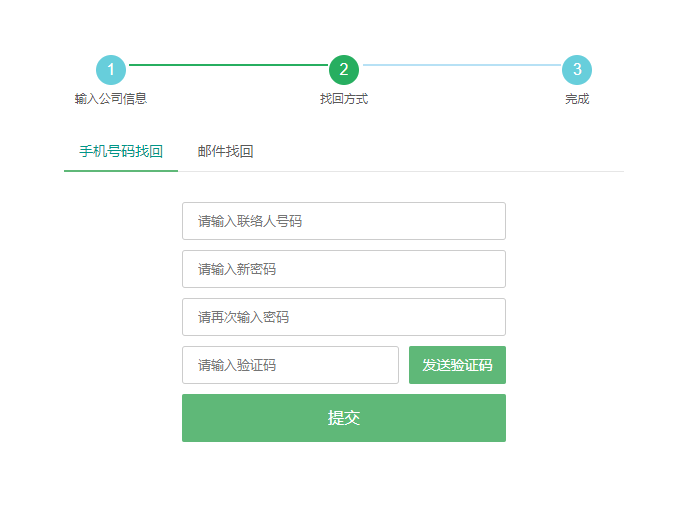 1 2 3
输入公司信息 找回方式 完成
手机号码找回 邮件找回
请输入联络人号码
请输入新密码
请再次输入密码
请输入验证码 发送验证码
提交